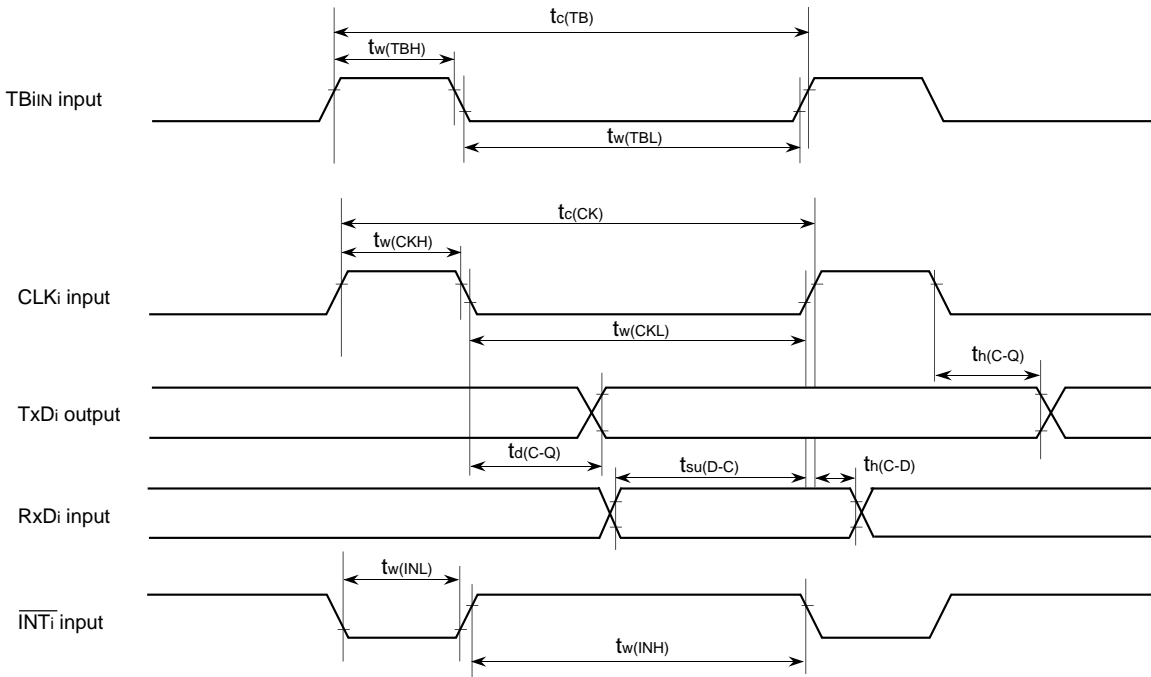 tc(TB)
tw(TBH)
TBiIN input
tw(TBL)
tc(CK)
tw(CKH)
CLKi input
tw(CKL)
th(C-Q)
TxDi output
td(C-Q)
tsu(D-C)
th(C-D)
RxDi input
tw(INL)
INTi input
tw(INH)